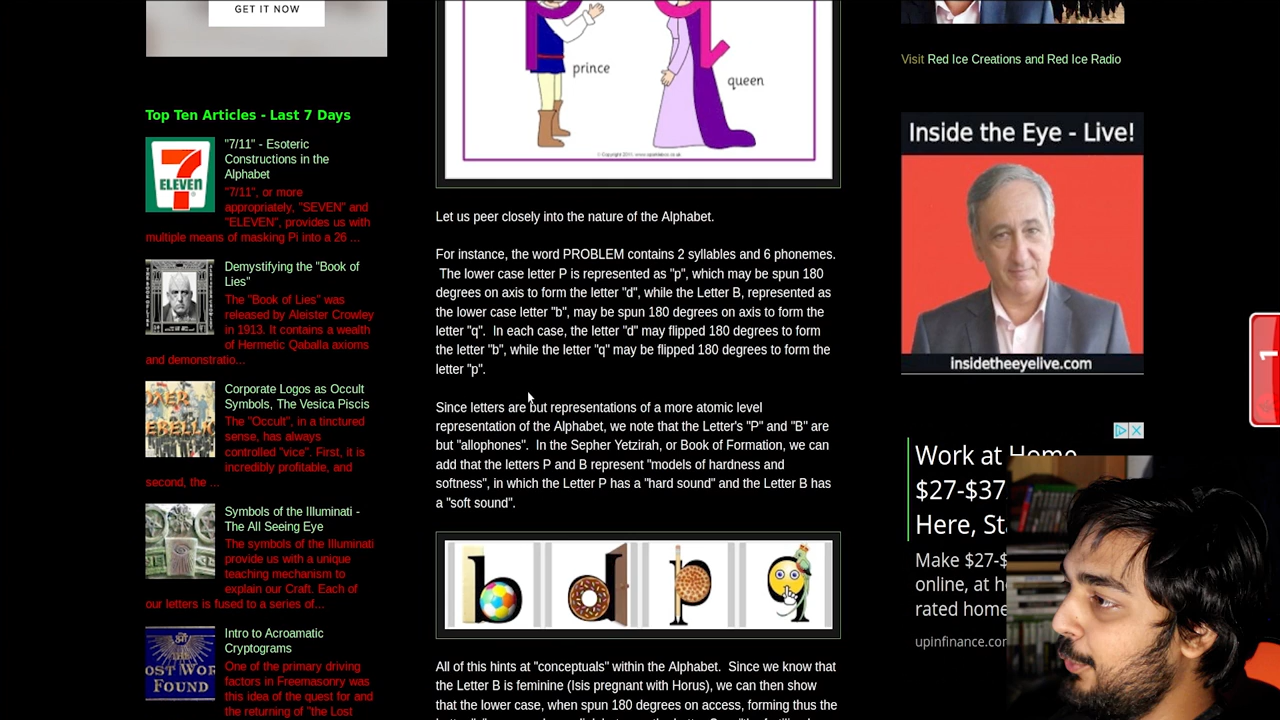 GET IT NOW
Top Ten Articles - Last 7 Days
7
ELEVEN
"7/11" - Esoteric
Constructions in the
Alphabet
"7/11", or more
appropriately, "SEVEN" and
"ELEVEN", provides us with
multiple means of masking Pi into a 26 ...
Demystifying the "Book of
Lies"
The "Book of Lies" was
released by Aleister Crowley
in 1913. It contains a wealth
of Hermetic Qaballa axioms
and demonstratio...
Corporate Logos as Occult
Symbols, The Vesica Piscis
The "Occult", in a tinctured
sense, has always
controlled "vice". First, it is
incredibly profitable, and
second, the ...
Symbols of the Illuminati -
The All Seeing Eye
The symbols of the Illuminati
provide us with a unique
teaching mechanism to
explain our Craft. Each of
our letters is fused to a series of...
OST WOR
FOUND
Intro to Acroamatic
Cryptograms
One of the primary driving
factors in Freemasonry was
this idea of the quest for and
the returning of "the Lost
prince
queen
Let us peer closely into the nature of the Alphabet.
For instance, the word PROBLEM contains 2 syllables and 6 phonemes.
The lower case letter P is represented as "p", which may be spun 180
degrees on axis to form the letter "d", while the Letter B, represented as
the lower case letter "b", may be spun 180 degrees on axis to form the
letter "q". In each case, the letter "d" may flipped 180 degrees to form
the letter "b", while the letter "q" may be flipped 180 degrees to form the
letter "p".
Since letters are but representations of a more atomic level
representation of the Alphabet, we note that the Letter's "P" and "B" are
but "allophones". In the Sepher Yetzirah, or Book of Formation, we can
add that the letters P and B represent "models of hardness and
softness", in which the Letter P has a "hard sound" and the Letter B has
a "soft sound".
b d p q
All of this hints at "conceptuals" within the Alphabet. Since we know that
the Letter B is feminine (Isis pregnant with Horus), we can then show
that the lower case, when spun 180 degrees on access, forming thus the
Visit Red Ice Creations and Red Ice Radio
Inside the Eye - Live!
insidetheeyelive.com
1
Work at Home
$27-$37
Here, St
Make $27-$
online, at h
rated home
upinfinance.com